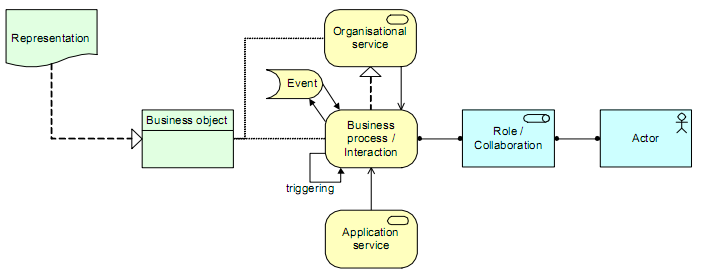 Representation
Organisational
service
Event
Business object
Business
process /
Interaction
Role /
Collaboration
Actor
triggering
Application
service